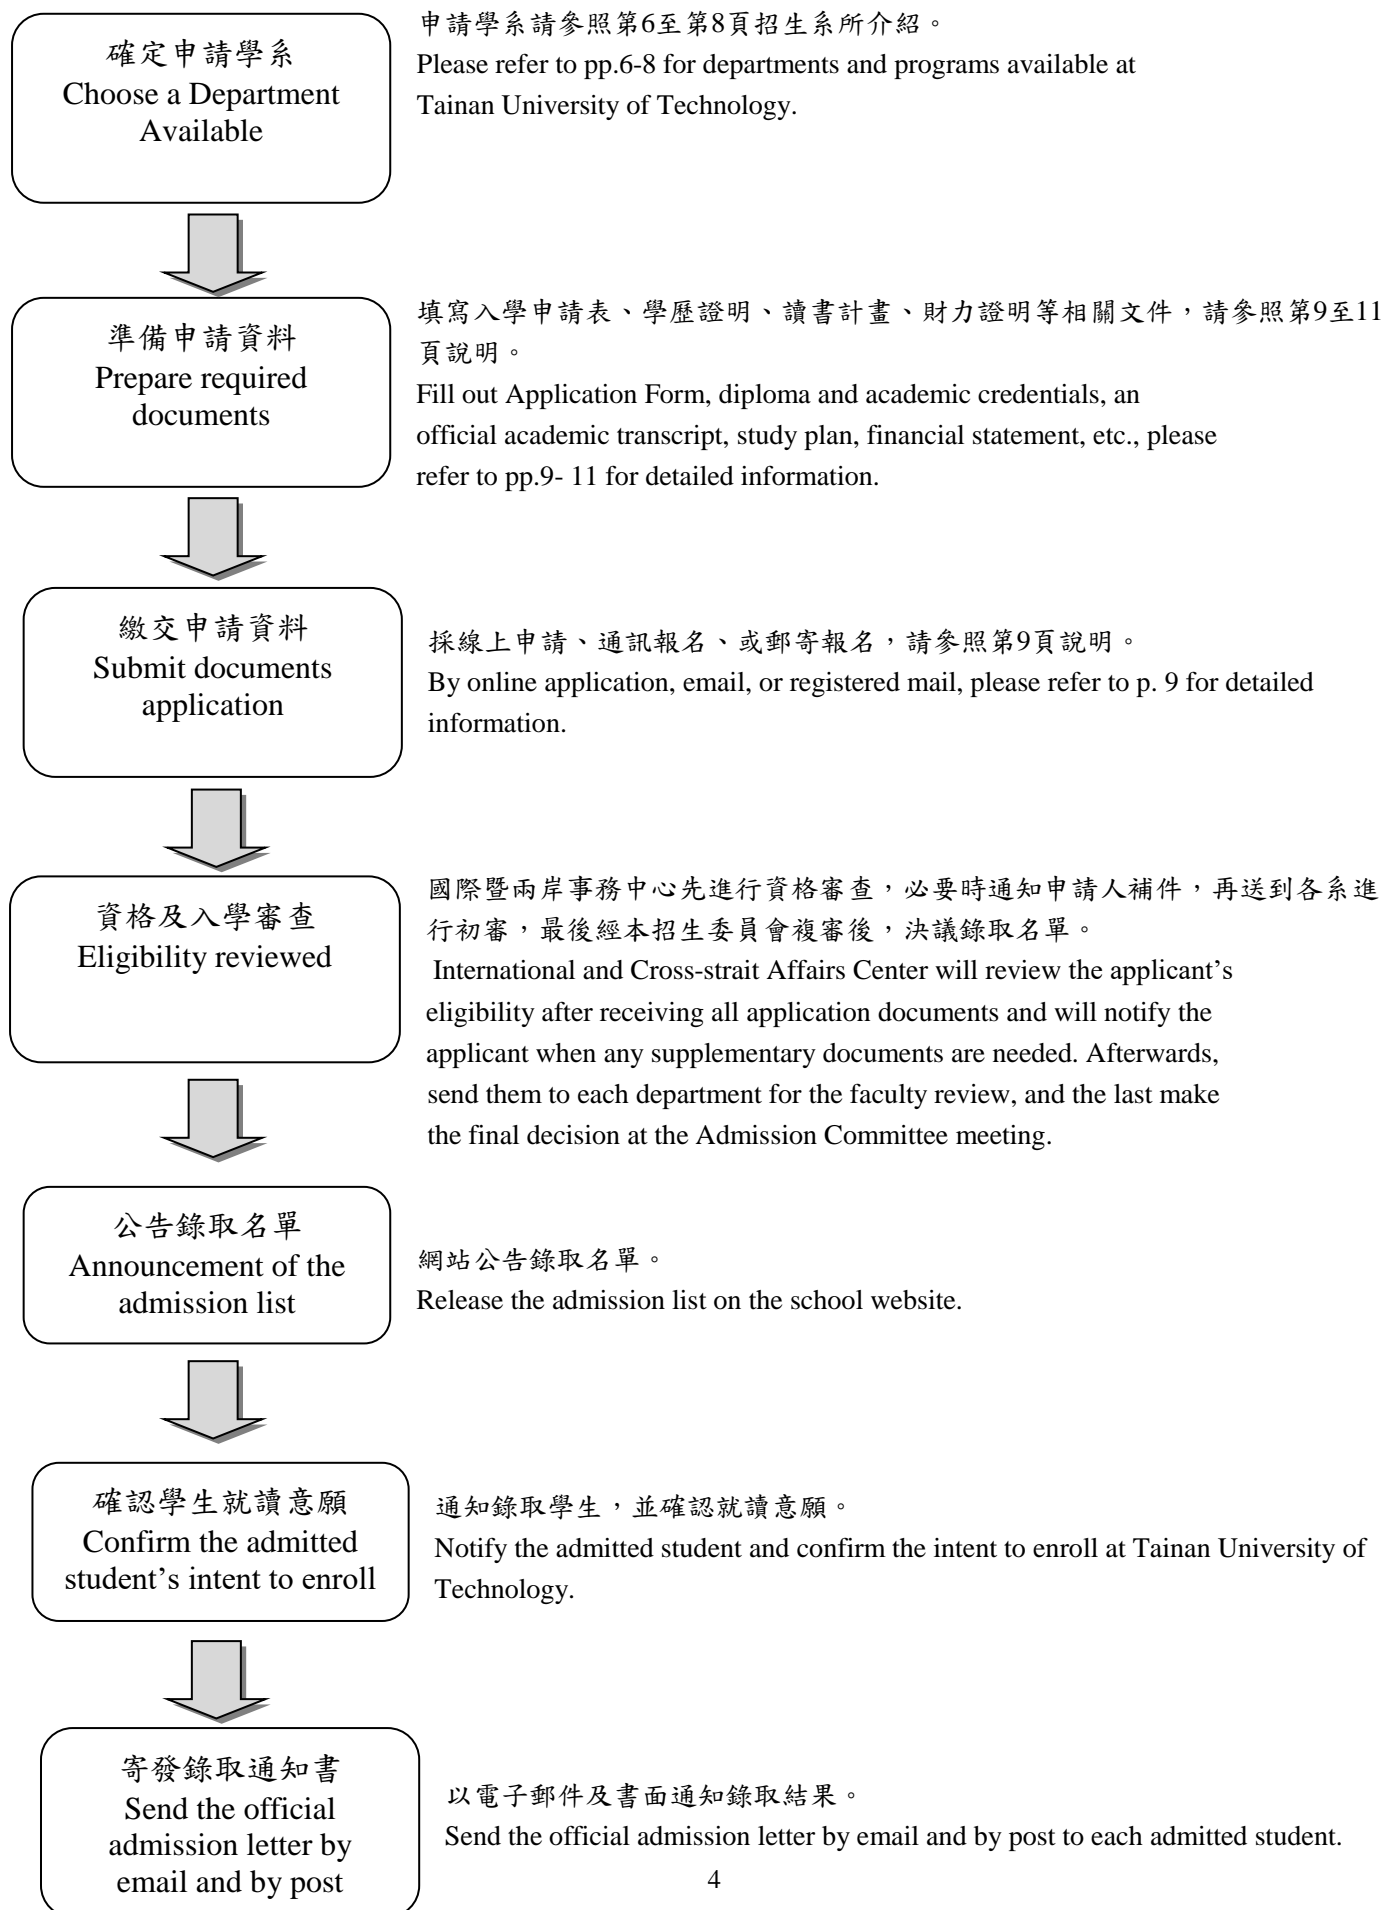 確定申請學系
Choose a Department
Available
申請學系請參照第6至第8頁招生系所介紹。
Please refer to pp.6-8 for departments and programs available at
Tainan University of Technology.
準備申請資料
Prepare required
documents
填寫入學申請表、學歷證明、讀書計畫、財力證明等相關文件，請參照第9至11
頁說明。
Fill out Application Form, diploma and academic credentials, an
official academic transcript, study plan, financial statement, etc., please
refer to pp.9- 11 for detailed information.
繳交申請資料
Submit documents
application
採線上申請、通訊報名、或郵寄報名，請參照第9頁說明。
By online application, email, or registered mail, please refer to p. 9 for detailed
information.
資格及入學審查
Eligibility reviewed
國際暨兩岸事務中心先進行資格審查，必要時通知申請人補件，再送到各系進
行初審，最後經本招生委員會複審後，決議錄取名單。
International and Cross-strait Affairs Center will review the applicant’s
eligibility after receiving all application documents and will notify the
applicant when any supplementary documents are needed. Afterwards,
send them to each department for the faculty review, and the last make
the final decision at the Admission Committee meeting.
公告錄取名單
Announcement of the
admission list
網站公告錄取名單。
Release the admission list on the school website.
確認學生就讀意願
Confirm the admitted
student’s intent to enroll
通知錄取學生，並確認就讀意願。
Notify the admitted student and confirm the intent to enroll at Tainan University of
Technology.
寄發錄取通知書
Send the official
admission letter by
email and by post
以電子郵件及書面通知錄取結果。
Send the official admission letter by email and by post to each admitted student.
4